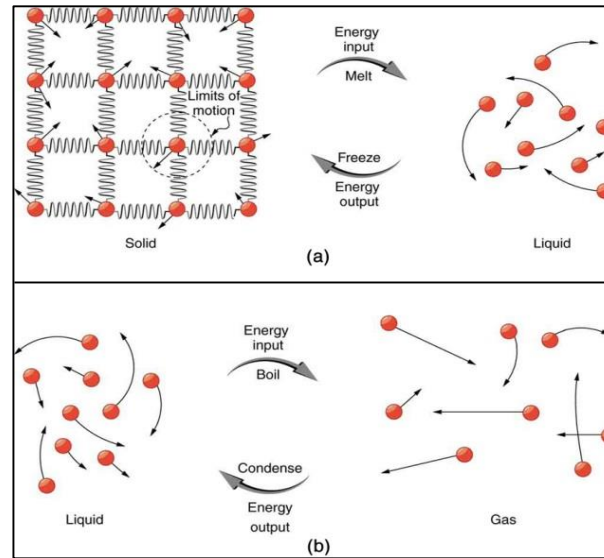 Energy
input
Melt
Limits of
motion
Freeze
Energy
output
Solid
Liquid
(a)
Energy
input
Boil
Condense
Energy
output
Liquid
Gas
(b)